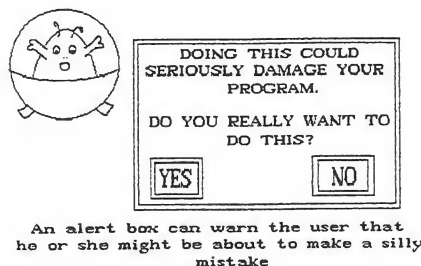 DOING THIS COULD
SERIOUSLY DAMAGE YOUR
PROGRAM.
DO YOU REALLY WANT TO
DO THIS?
YES
NO
An alert box can warn the user that
he or she might be about to make a silly
mistake